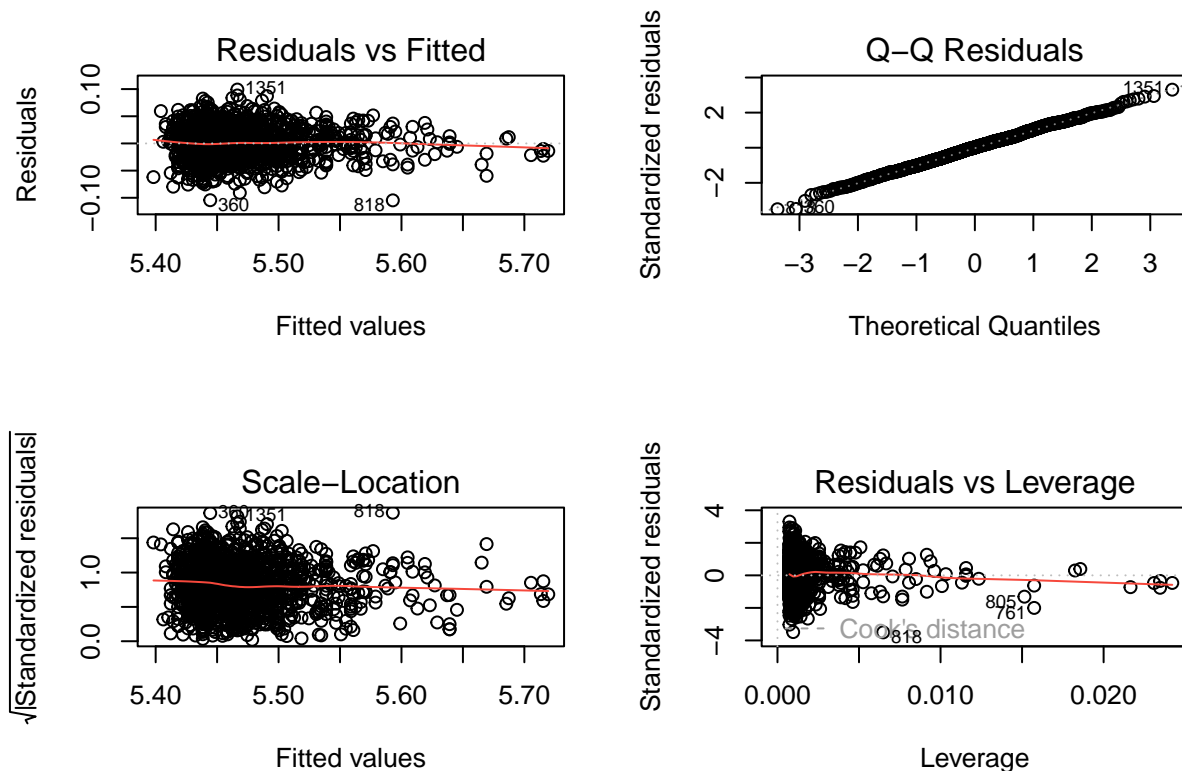 Residuals vs Fitted
Residuals
−0.10
0.10
1351
360
818
5.40 5.50 5.60 5.70
Fitted values
Q−Q Residuals
Standardized residuals
−2
2
1351
360
−3 −2 −1 0 1 2 3
Theoretical Quantiles
Scale−Location
√|Standardized residuals|
0.0
1.0
360
1351
818
5.40 5.50 5.60 5.70
Fitted values
Residuals vs Leverage
Standardized residuals
−4
0
4
805
761
Cook's distance
818
0.000 0.010 0.020
Leverage